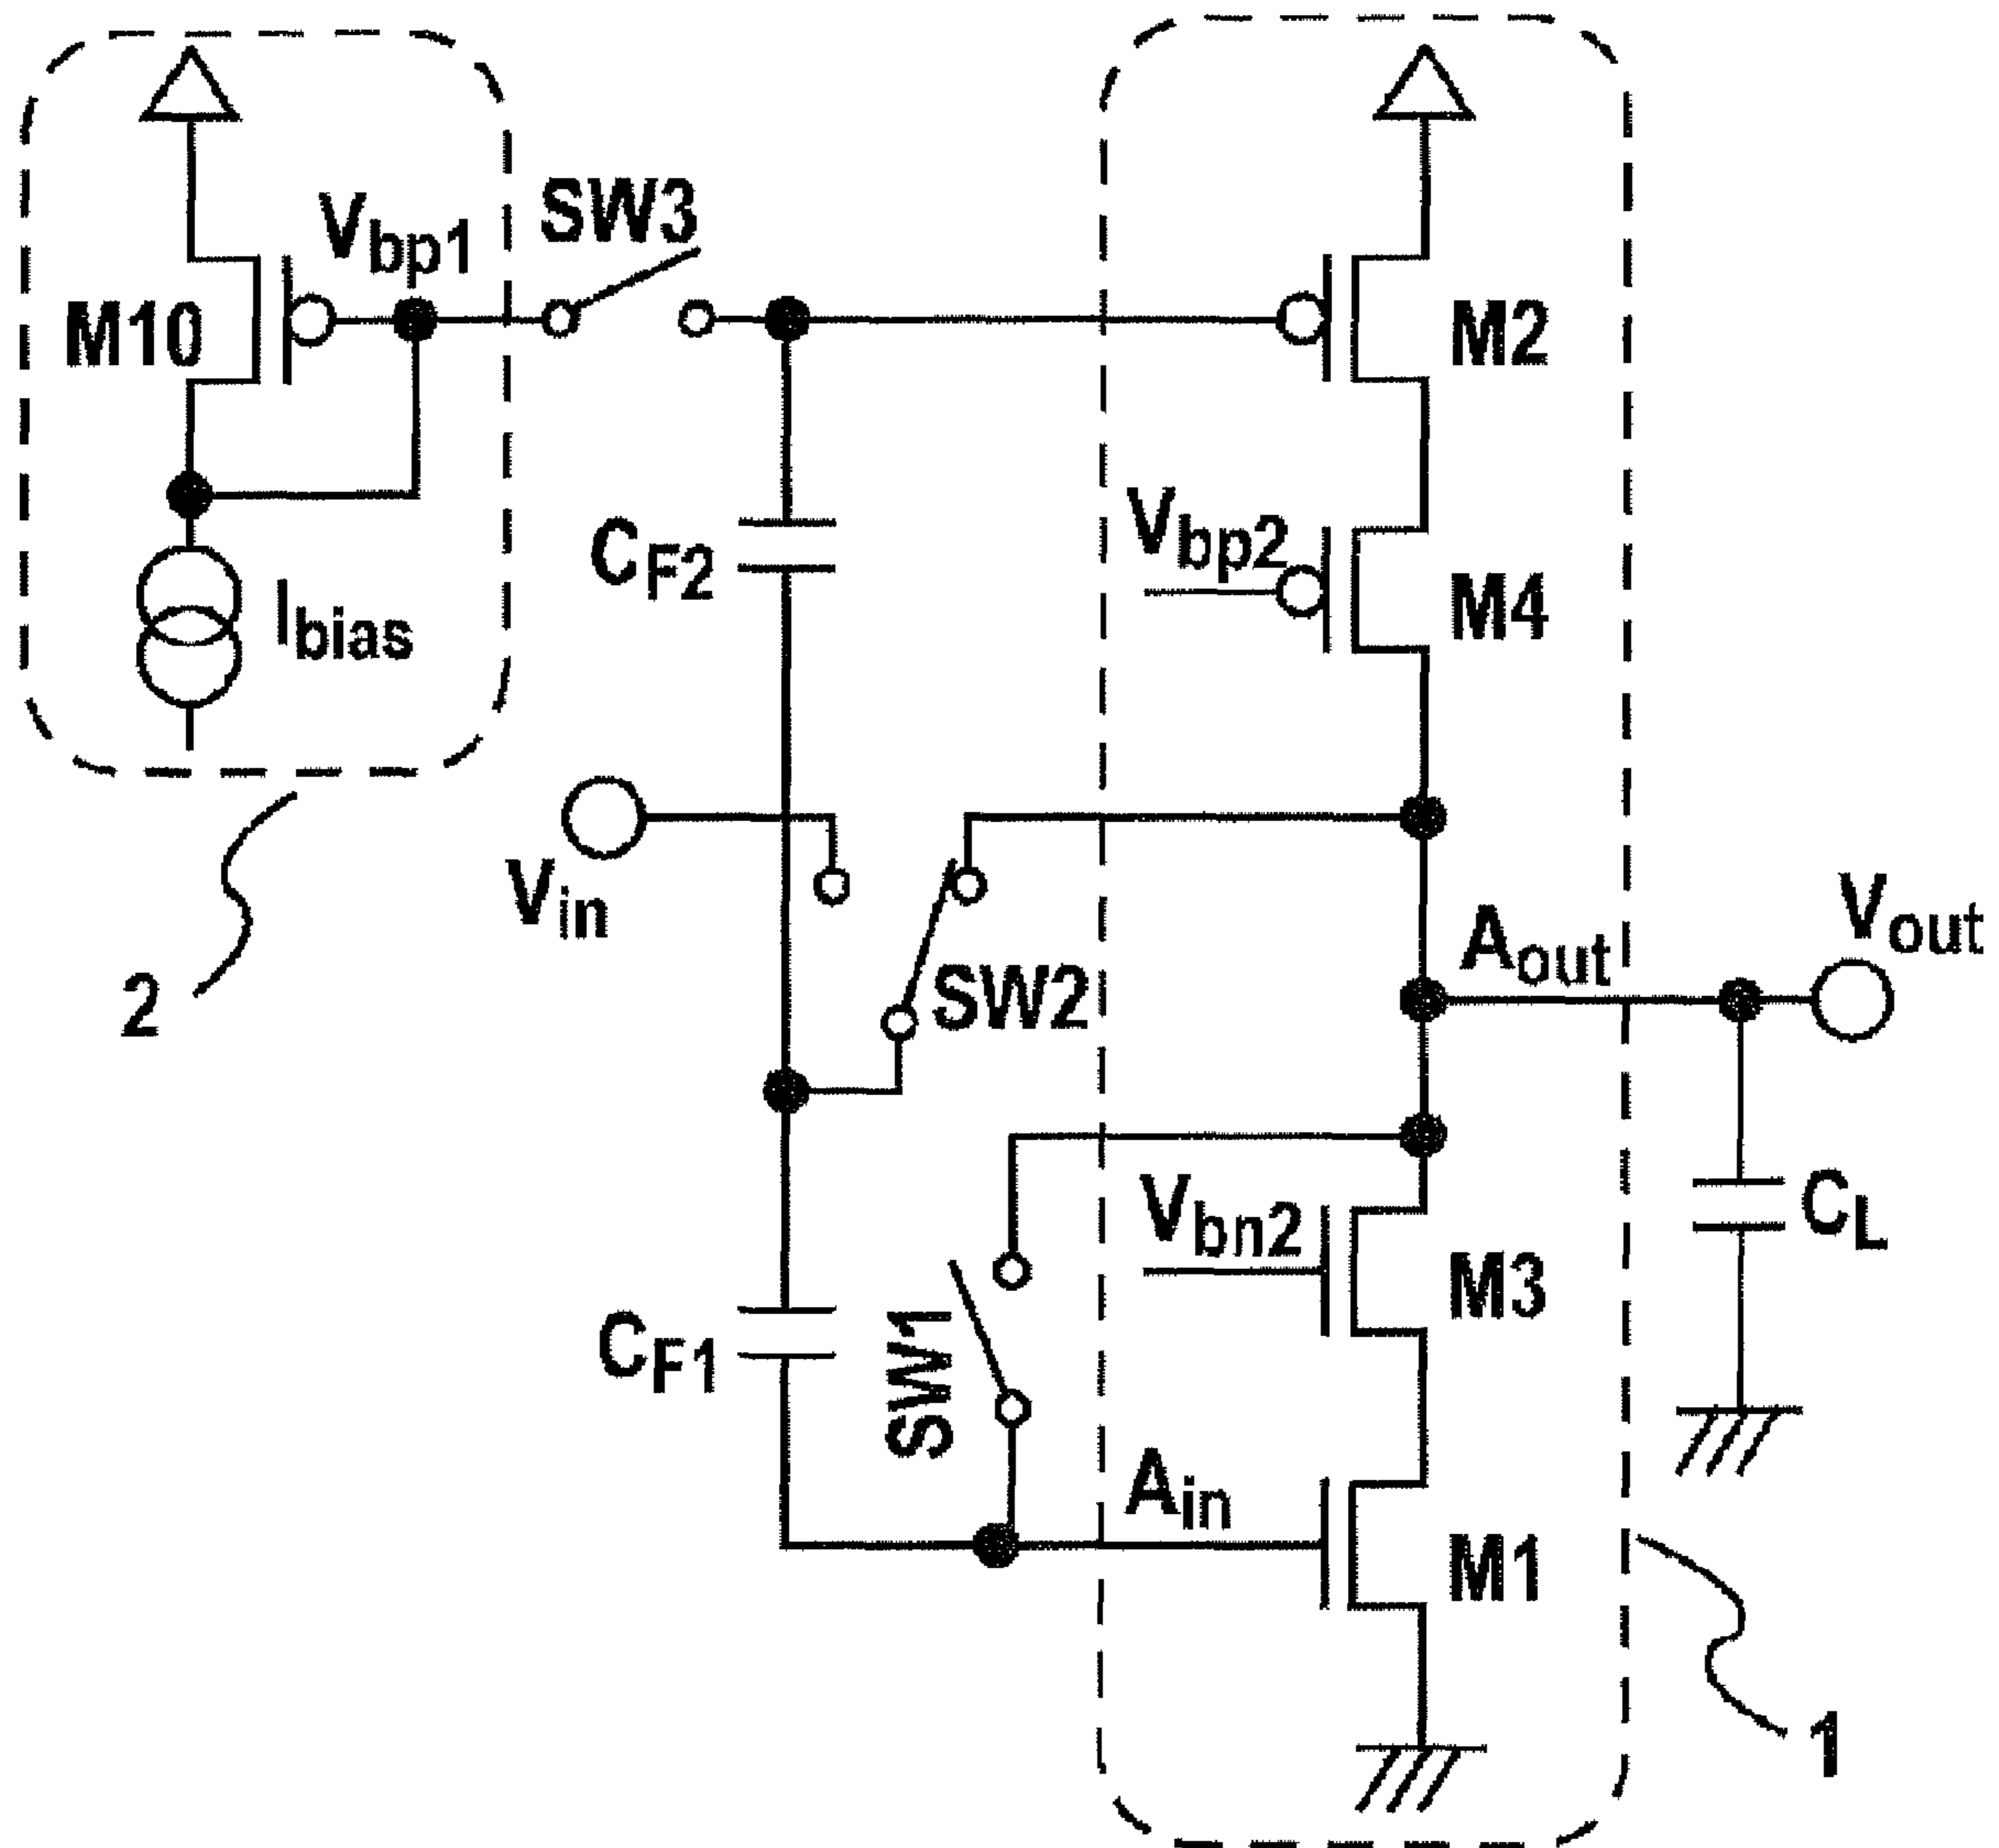 Vbp1
SW3
M10
M2
Vbp2
CF2
M4
Ibias
Vin
Vout
Aout
2
SW2
Vbn2
CL
M3
CF1
SW1
Ain
M1
1